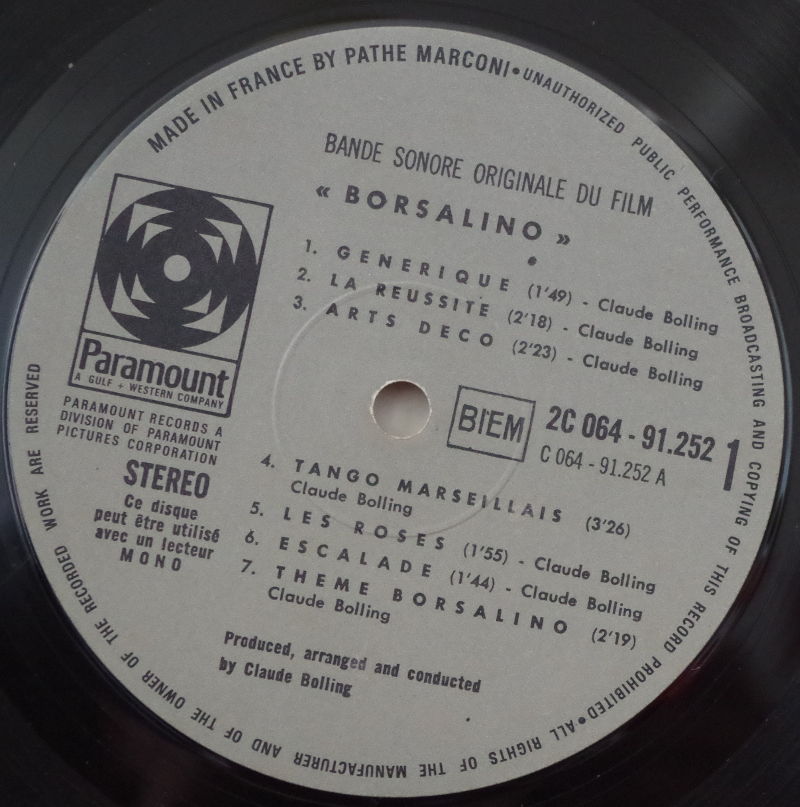 MADE IN FRANCE BY PATHE MARCONI • UNAUTHORIZED PUBLIC PERFORMANCE BROADCASTING AND COPYING OF THIS RECORD PROHIBITED • ALL RIGHTS OF THE MANUFACTURER AND OF THE OWNER OF THE RECORDED WORK ARE RESERVED
BANDE SONORE ORIGINALE DU FILM
« BORSALINO »
1. GENERIQUE (1'49) - Claude Bolling
2. LA REUSSITE (2'18) - Claude Bolling
3. ARTS DECO (2'23) - Claude Bolling
Paramount
A GULF + WESTERN COMPANY
PARAMOUNT RECORDS A
DIVISION OF PARAMOUNT
PICTURES CORPORATION
STEREO
Ce disque
peut être utilisé
avec un lecteur
MONO
BIEM
2C 064 - 91.252 1
C 064 - 91.252 A
4. TANGO MARSEILLAIS (3'26)
Claude Bolling
5. LES ROSES (1'55) - Claude Bolling
6. ESCALADE (1'44) - Claude Bolling
7. THEME BORSALINO (2'19)
Claude Bolling
Produced, arranged and conducted
by Claude Bolling